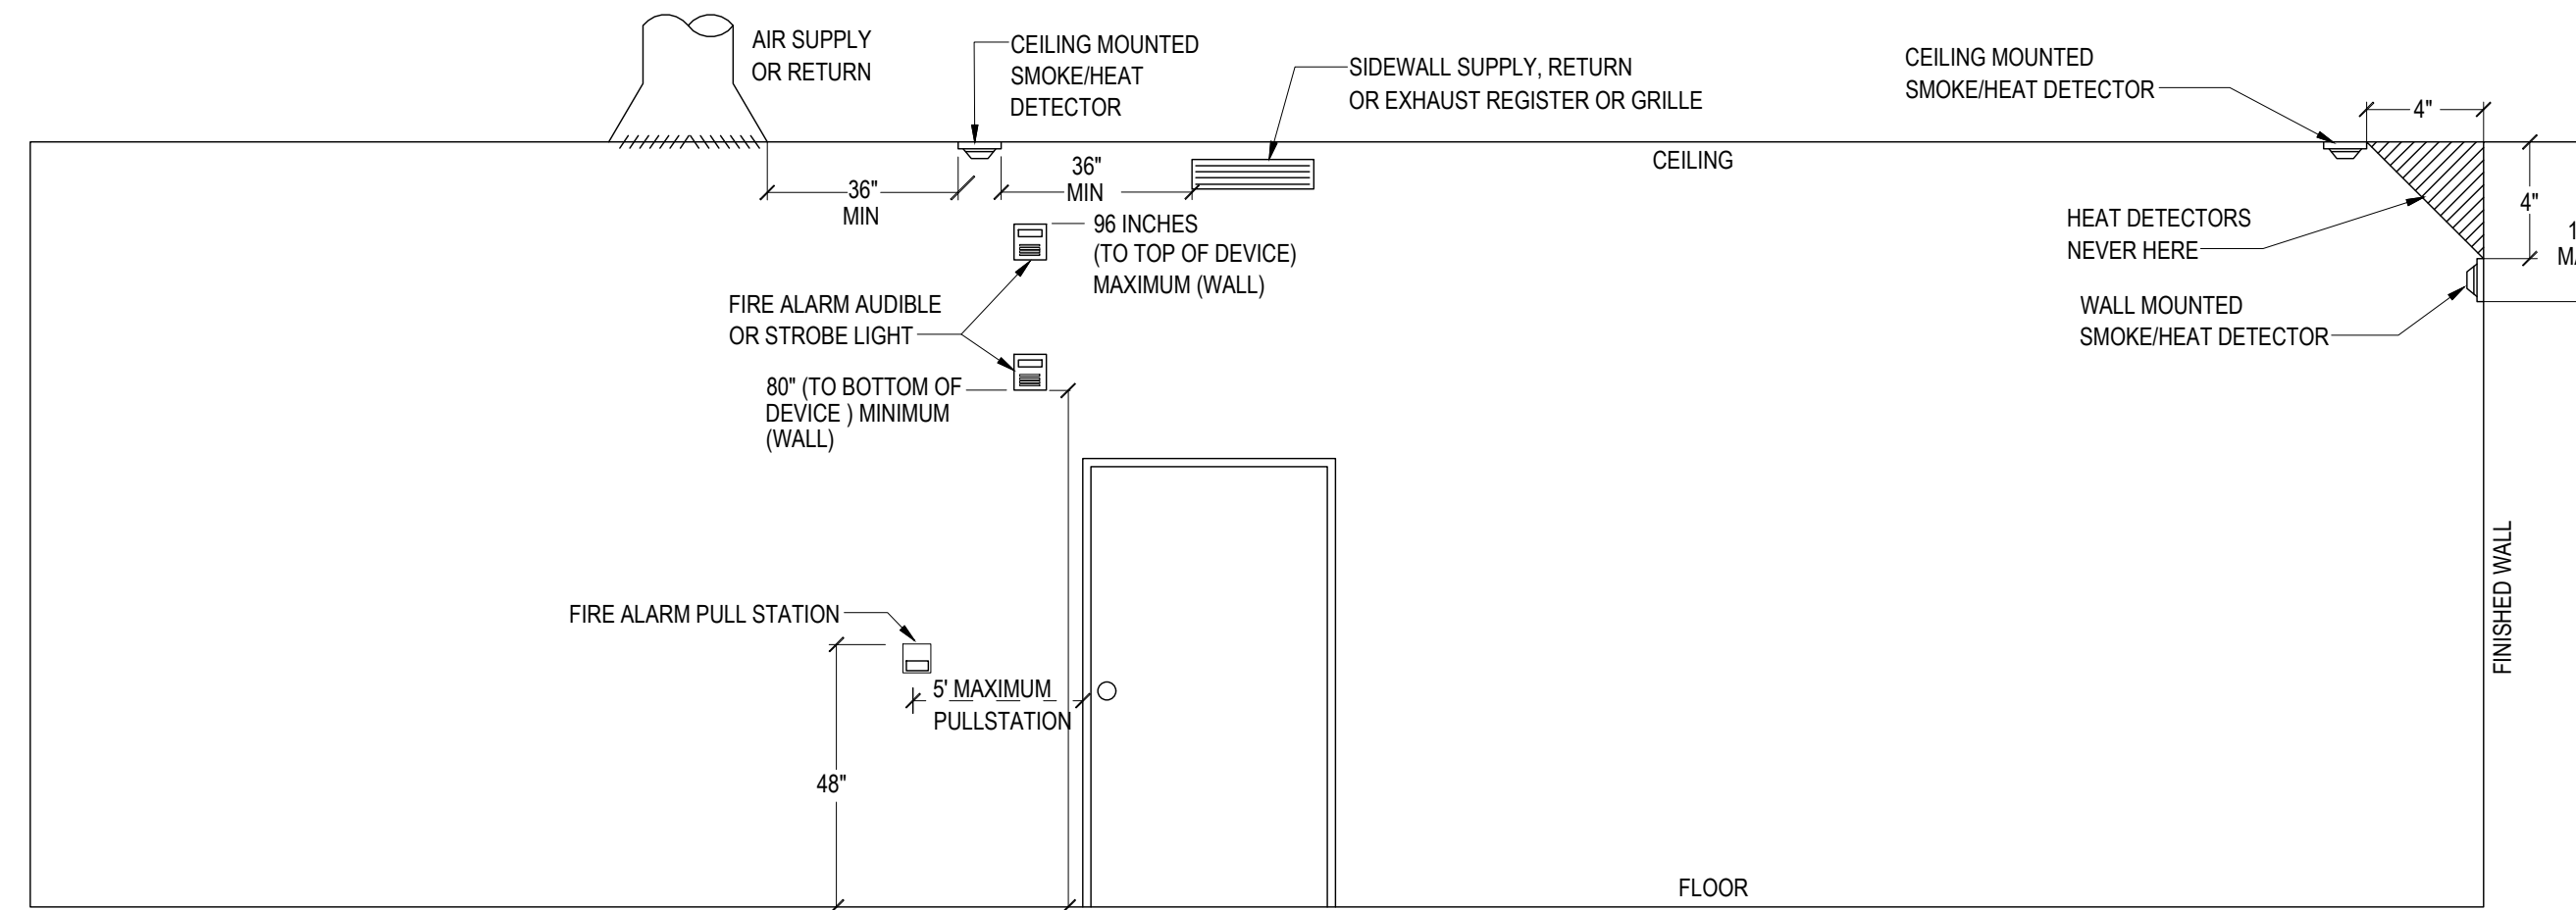 AIR SUPPLY
OR RETURN
CEILING MOUNTED
SMOKE/HEAT
DETECTOR
SIDEWALL SUPPLY, RETURN
OR EXHAUST REGISTER OR GRILLE
CEILING MOUNTED
SMOKE/HEAT DETECTOR
4"
CEILING
36"
MIN
36"
MIN
4"
HEAT DETECTORS
NEVER HERE
96 INCHES
(TO TOP OF DEVICE)
MAXIMUM (WALL)
FIRE ALARM AUDIBLE
OR STROBE LIGHT
WALL MOUNTED
SMOKE/HEAT DETECTOR
80" (TO BOTTOM OF
DEVICE ) MINIMUM
(WALL)
FINISHED WALL
FIRE ALARM PULL STATION
5' MAXIMUM
PULLSTATION
48"
FLOOR